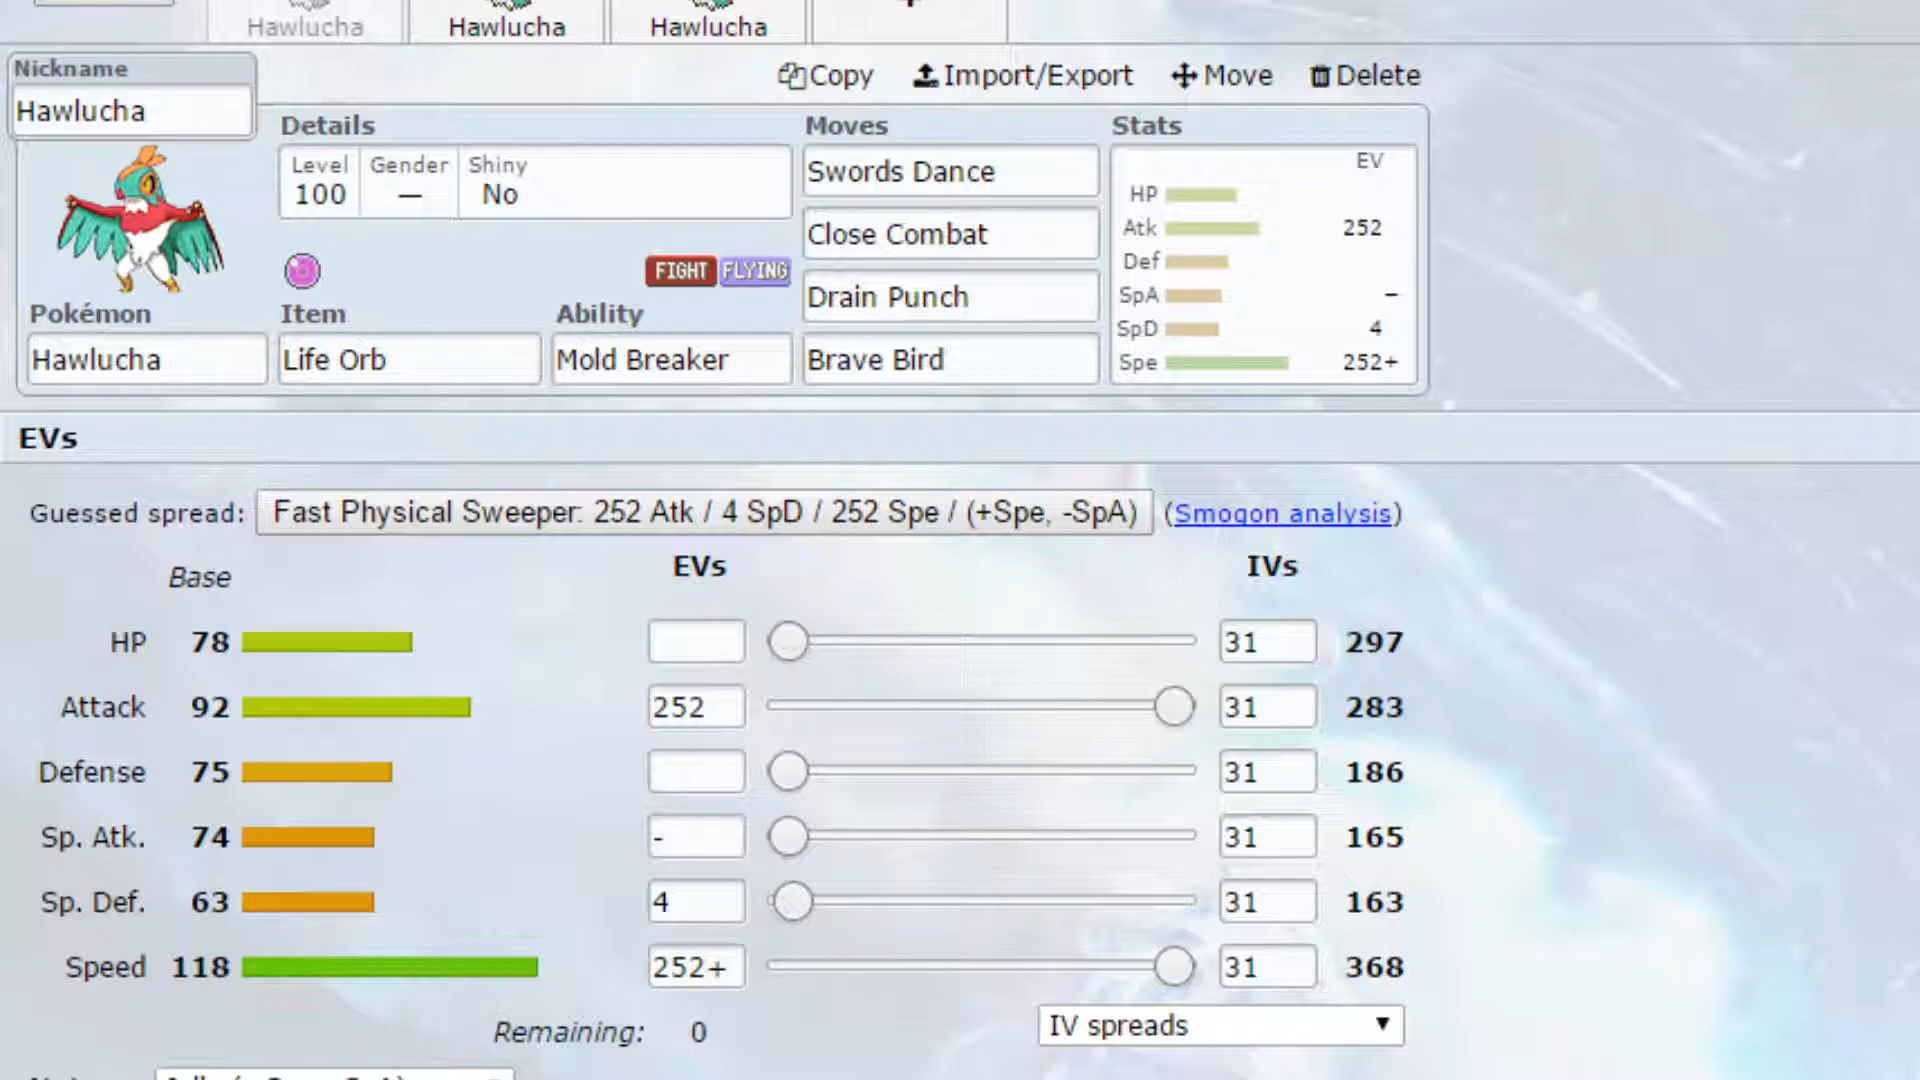 Hawlucha Hawlucha Hawlucha
Nickname
Hawlucha
Copy Import/Export Move Delete
Details Moves Stats
Level Gender Shiny
100 — No
Swords Dance
Close Combat
Drain Punch
Brave Bird
EV
HP
Atk 252
Def
SpA –
SpD 4
Spe 252+
FIGHT FLYING
Pokémon Item Ability
Hawlucha Life Orb Mold Breaker
EVs
Guessed spread: Fast Physical Sweeper: 252 Atk / 4 SpD / 252 Spe / (+Spe, -SpA) (Smogon analysis)
Base EVs IVs
HP 78 31 297
Attack 92 252 31 283
Defense 75 31 186
Sp. Atk. 74 - 31 165
Sp. Def. 63 4 31 163
Speed 118 252+ 31 368
Remaining: 0 IV spreads